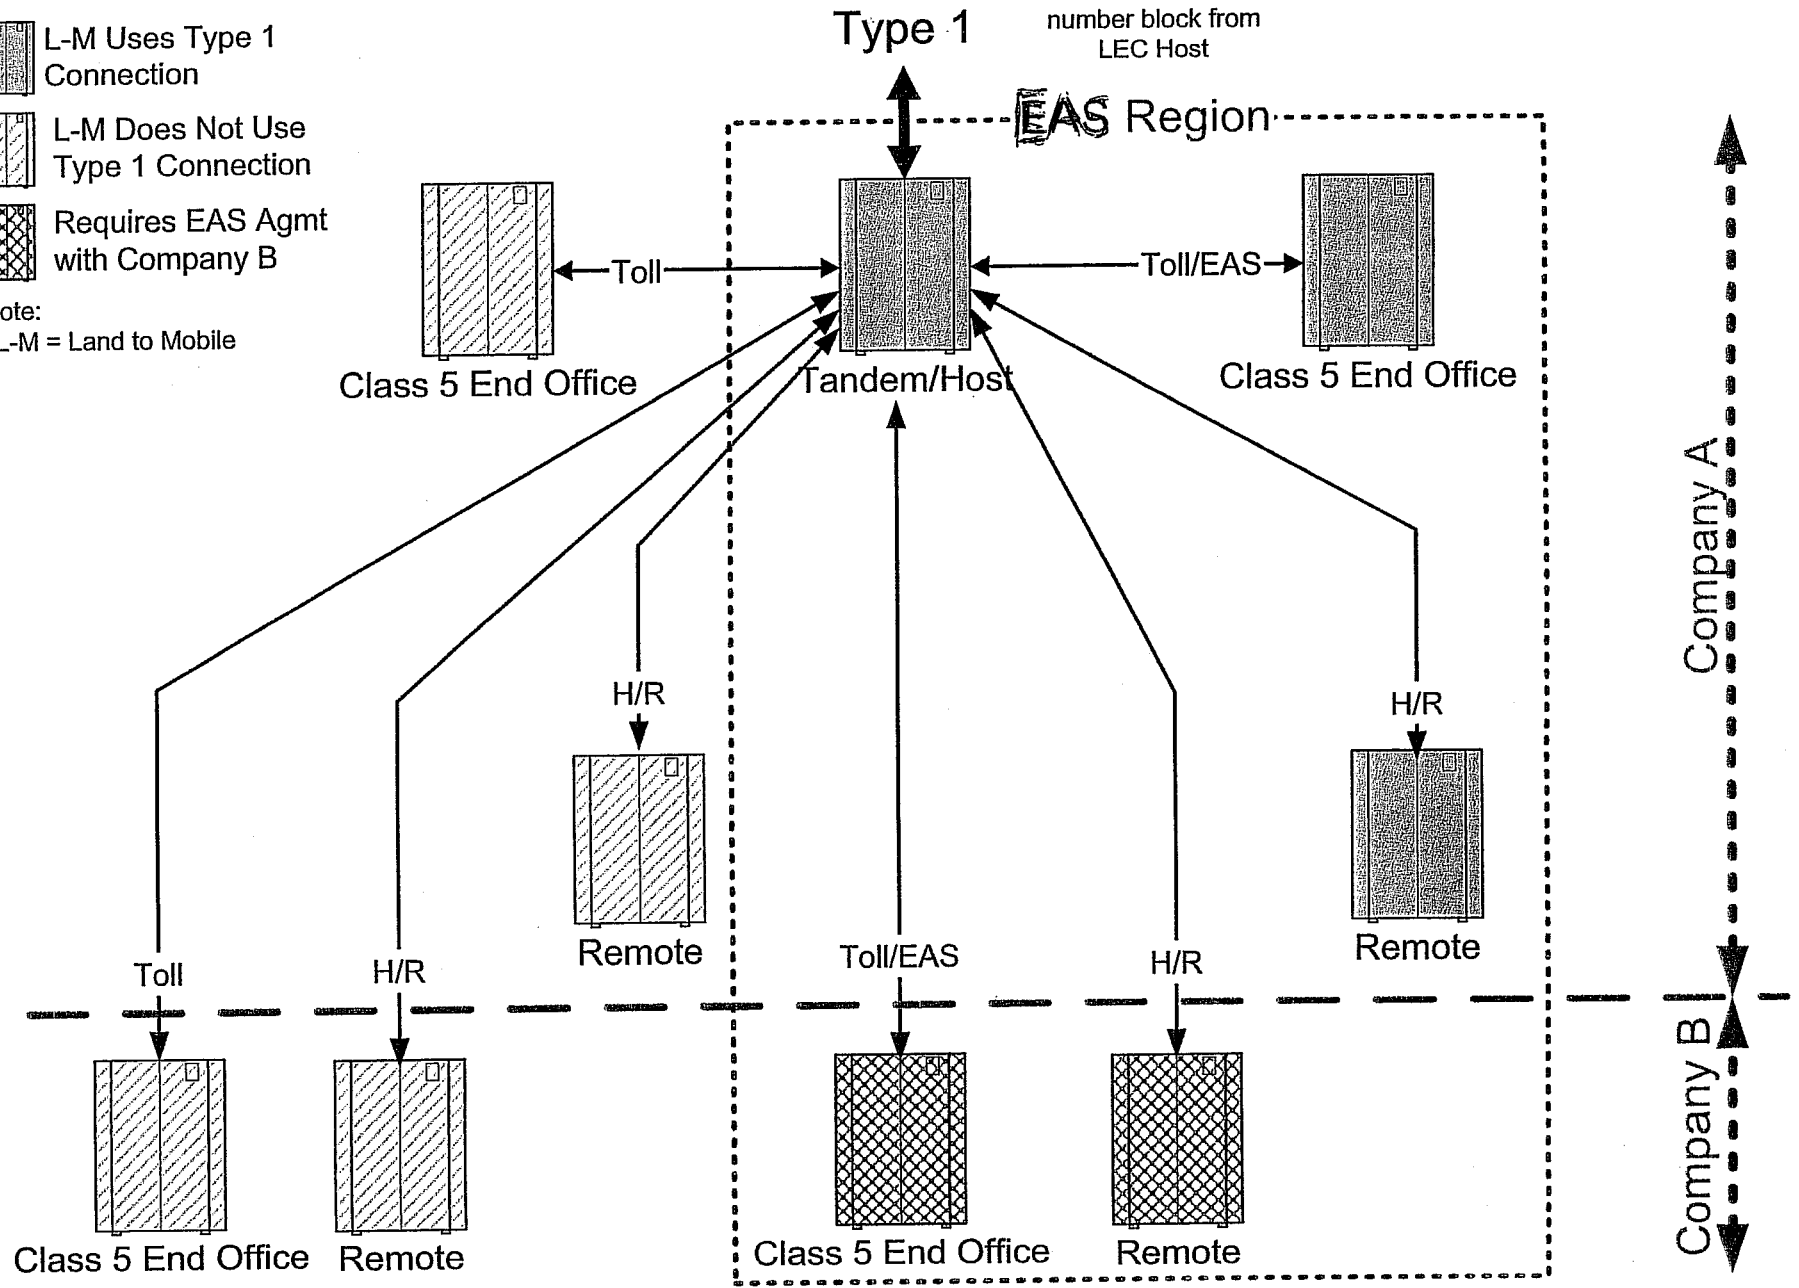 Type 1
number block from
LEC Host
L-M Uses Type 1
Connection
L-M Does Not Use
Type 1 Connection
Requires EAS Agmt
with Company B
ote:
L-M = Land to Mobile
EAS Region
Toll
Toll/EAS
Class 5 End Office
Tandem/Host
Class 5 End Office
Company A
H/R
H/R
Remote
Remote
Toll
H/R
Toll/EAS
H/R
Company B
Class 5 End Office
Remote
Class 5 End Office
Remote